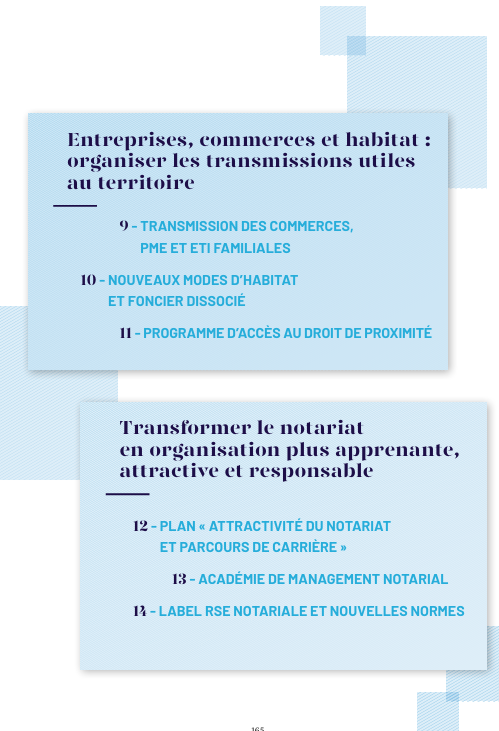 Entreprises, commerces et habitat :
organiser les transmissions utiles
au territoire
9 - TRANSMISSION DES COMMERCES,
PME ET ETI FAMILIALES
10 - NOUVEAUX MODES D'HABITAT
ET FONCIER DISSOCIÉ
11 - PROGRAMME D'ACCÈS AU DROIT DE PROXIMITÉ
Transformer le notariat
en organisation plus apprenante,
attractive et responsable
12 - PLAN « ATTRACTIVITÉ DU NOTARIAT
ET PARCOURS DE CARRIÈRE »
13 - ACADÉMIE DE MANAGEMENT NOTARIAL
14 - LABEL RSE NOTARIALE ET NOUVELLES NORMES
165